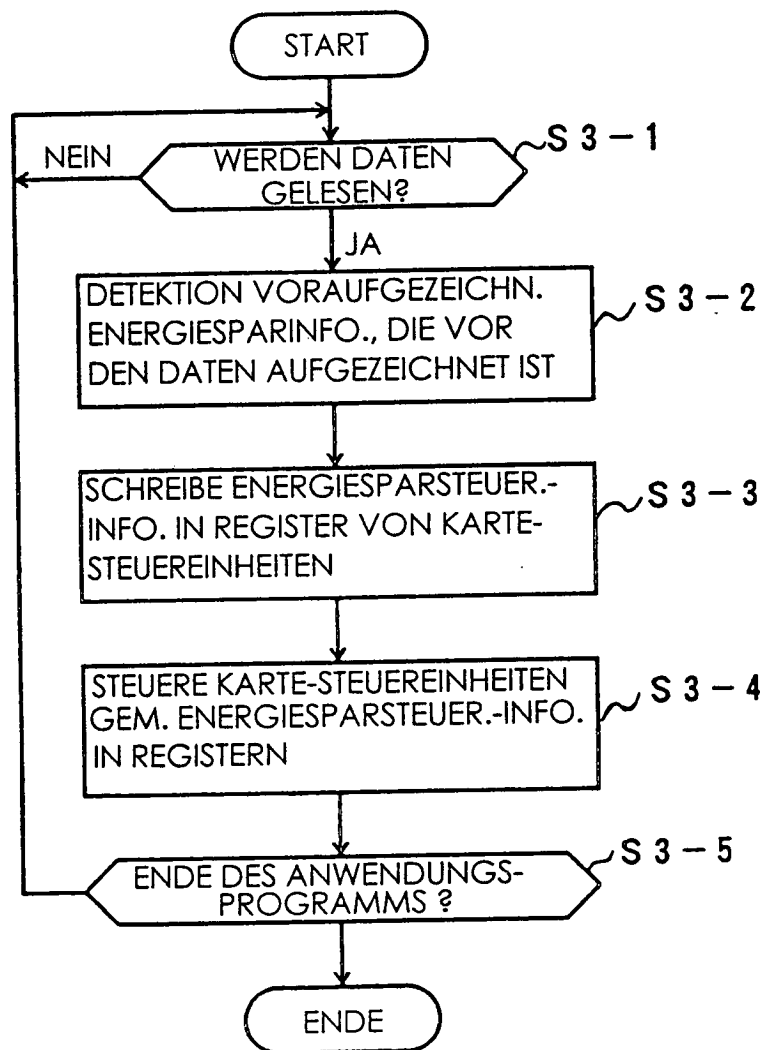 START
NEIN
WERDEN DATEN
GELESEN?
S 3 - 1
JA
DETEKTION VORAUFGEZEICHN.
ENERGIESPARINFO., DIE VOR
DEN DATEN AUFGEZEICHNET IST
S 3 - 2
SCHREIBE ENERGIESPARSTEUER.-
INFO. IN REGISTER VON KARTE-
STEUEREINHEITEN
S 3 - 3
STEUERE KARTE-STEUEREINHEITEN
GEM. ENERGIESPARSTEUER.-INFO.
IN REGISTERN
S 3 - 4
ENDE DES ANWENDUNGS-
PROGRAMMS ?
S 3 - 5
ENDE